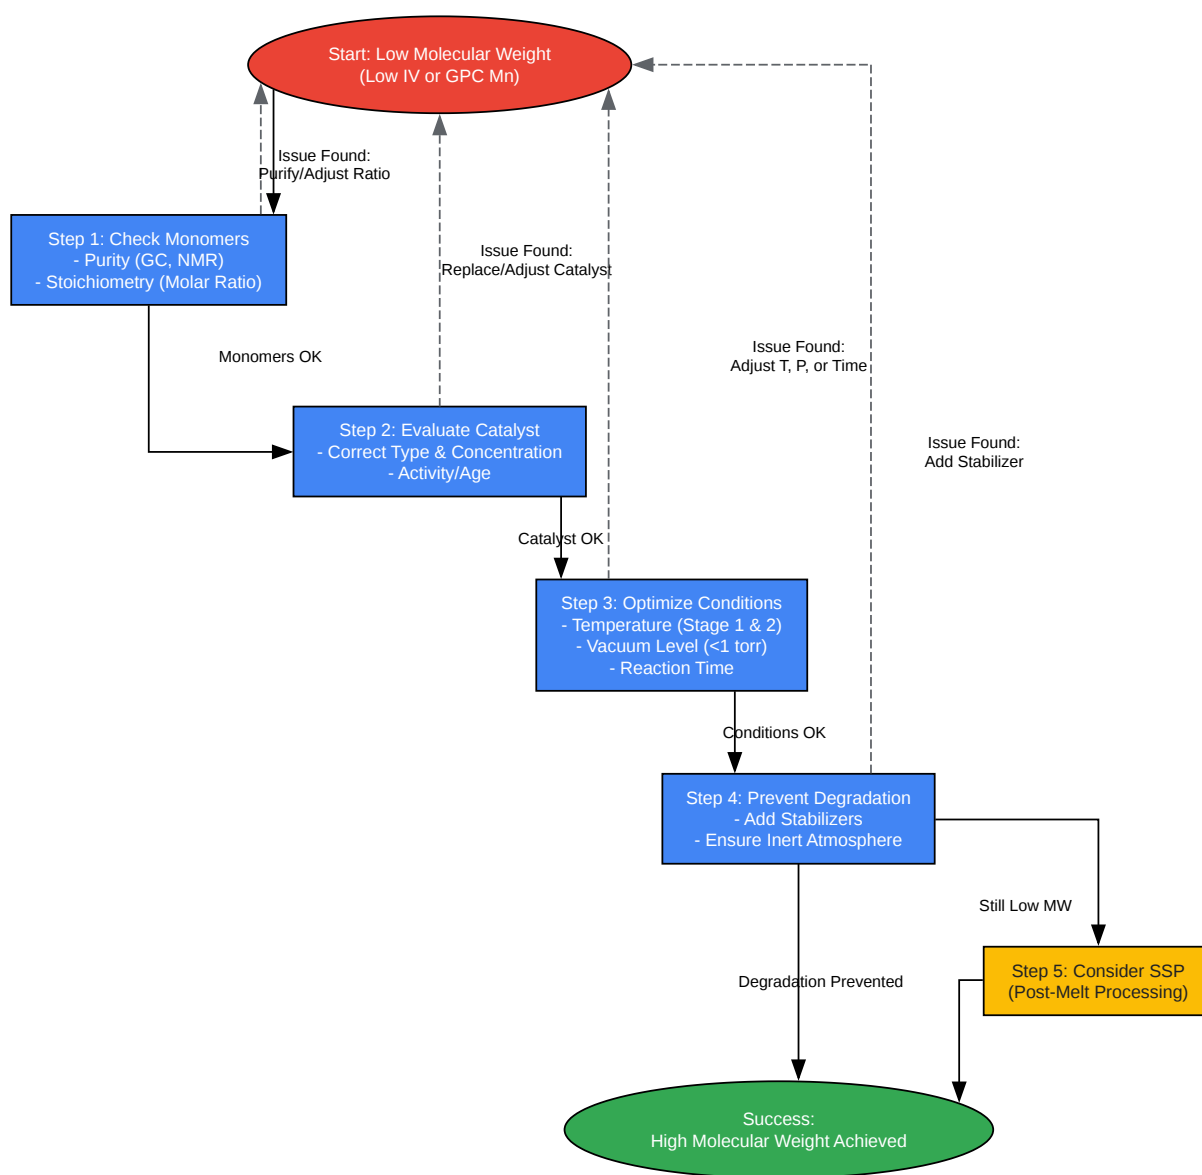 Start: Low Molecular Weight
(Low IV or GPC Mn)
Issue Found:
Purify/Adjust Ratio
Step 1: Check Monomers
- Purity (GC, NMR)
- Stoichiometry (Molar Ratio)
Issue Found:
Replace/Adjust Catalyst
Monomers OK
Issue Found:
Adjust T, P, or Time
Step 2: Evaluate Catalyst
- Correct Type & Concentration
- Activity/Age
Issue Found:
Add Stabilizer
Catalyst OK
Step 3: Optimize Conditions
- Temperature (Stage 1 & 2)
- Vacuum Level (<1 torr)
- Reaction Time
Conditions OK
Step 4: Prevent Degradation
- Add Stabilizers
- Ensure Inert Atmosphere
Still Low MW
Step 5: Consider SSP
(Post-Melt Processing)
Degradation Prevented
Success:
High Molecular Weight Achieved